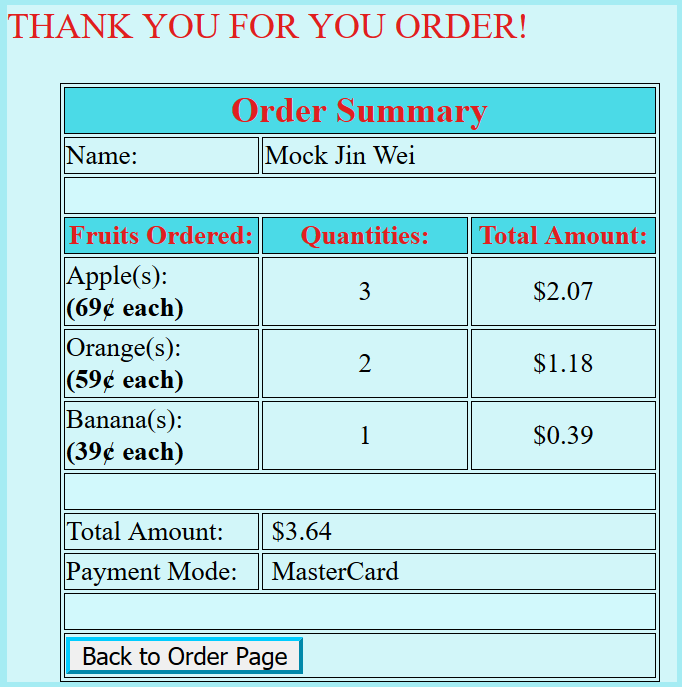 THANK YOU FOR YOU ORDER!
Order Summary
Name: Mock Jin Wei
Fruits Ordered: Quantities: Total Amount:
Apple(s):
(69¢ each) 3 $2.07
Orange(s):
(59¢ each) 2 $1.18
Banana(s):
(39¢ each) 1 $0.39
Total Amount: $3.64
Payment Mode: MasterCard
Back to Order Page